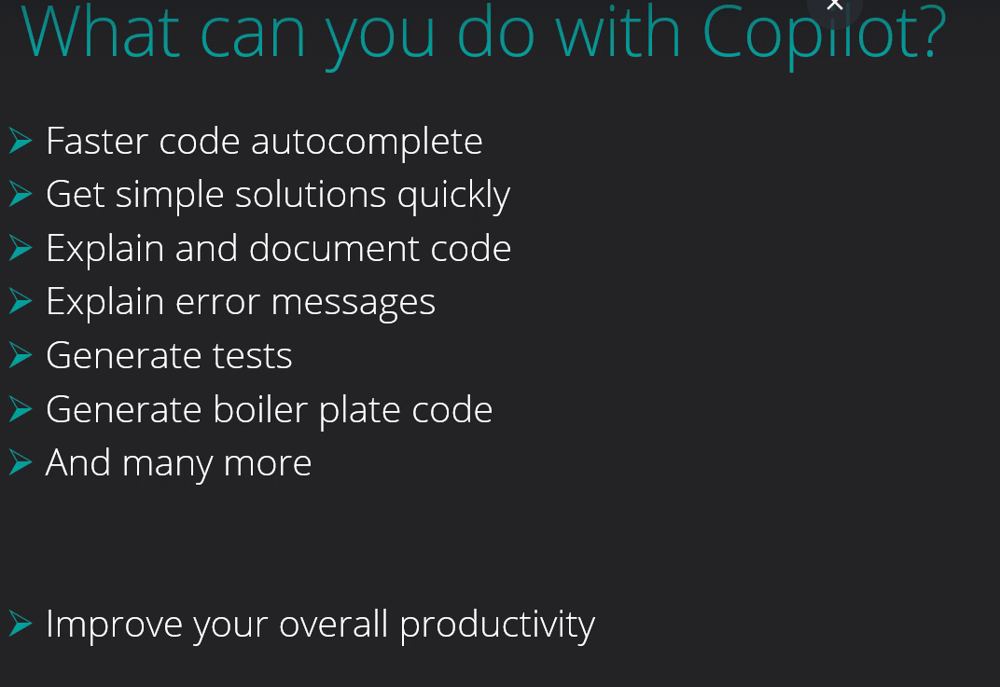 What can you do with Copilot?
Faster code autocomplete
Get simple solutions quickly
Explain and document code
Explain error messages
Generate tests
Generate boiler plate code
And many more
Improve your overall productivity